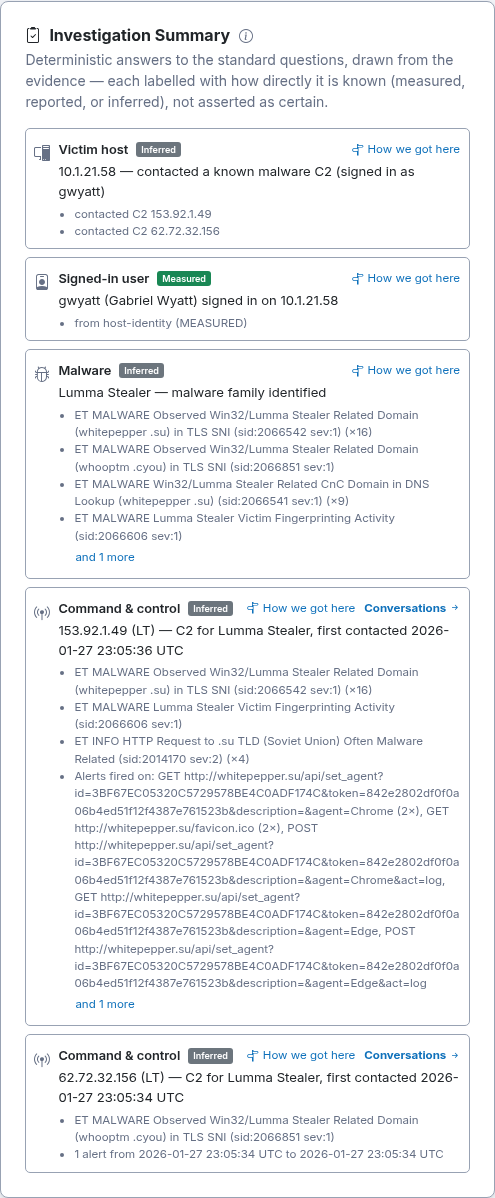 Investigation Summary
Deterministic answers to the standard questions, drawn from the
evidence — each labelled with how directly it is known (measured,
reported, or inferred), not asserted as certain.
Victim host Inferred How we got here
10.1.21.58 — contacted a known malware C2 (signed in as
gwyatt)
• contacted C2 153.92.1.49
• contacted C2 62.72.32.156
Signed-in user Measured How we got here
gwyatt (Gabriel Wyatt) signed in on 10.1.21.58
• from host-identity (MEASURED)
Malware Inferred How we got here
Lumma Stealer — malware family identified
• ET MALWARE Observed Win32/Lumma Stealer Related Domain
(whitepepper .su) in TLS SNI (sid:2066542 sev:1) (×16)
• ET MALWARE Observed Win32/Lumma Stealer Related Domain
(whooptm .cyou) in TLS SNI (sid:2066851 sev:1)
• ET MALWARE Win32/Lumma Stealer Related CnC Domain in DNS
Lookup (whitepepper .su) (sid:2066541 sev:1) (×9)
• ET MALWARE Lumma Stealer Victim Fingerprinting Activity
(sid:2066606 sev:1)
and 1 more
Command & control Inferred How we got here Conversations →
153.92.1.49 (LT) — C2 for Lumma Stealer, first contacted 2026-
01-27 23:05:36 UTC
• ET MALWARE Observed Win32/Lumma Stealer Related Domain
(whitepepper .su) in TLS SNI (sid:2066542 sev:1) (×16)
• ET MALWARE Lumma Stealer Victim Fingerprinting Activity
(sid:2066606 sev:1)
• ET INFO HTTP Request to .su TLD (Soviet Union) Often Malware
Related (sid:2014170 sev:2) (×4)
• Alerts fired on: GET http://whitepepper.su/api/set_agent?
id=3BF67EC05320C5729578BE4C0ADF174C&token=842e2802df0f0a
06b4ed51f12f4387e761523b&description=&agent=Chrome (2×), GET
http://whitepepper.su/favicon.ico (2×), POST
http://whitepepper.su/api/set_agent?
id=3BF67EC05320C5729578BE4C0ADF174C&token=842e2802df0f0a
06b4ed51f12f4387e761523b&description=&agent=Chrome&act=log,
GET http://whitepepper.su/api/set_agent?
id=3BF67EC05320C5729578BE4C0ADF174C&token=842e2802df0f0a
06b4ed51f12f4387e761523b&description=&agent=Edge, POST
http://whitepepper.su/api/set_agent?
id=3BF67EC05320C5729578BE4C0ADF174C&token=842e2802df0f0a
06b4ed51f12f4387e761523b&description=&agent=Edge&act=log
and 1 more
Command & control Inferred How we got here Conversations →
62.72.32.156 (LT) — C2 for Lumma Stealer, first contacted 2026-
01-27 23:05:34 UTC
• ET MALWARE Observed Win32/Lumma Stealer Related Domain
(whooptm .cyou) in TLS SNI (sid:2066851 sev:1)
• 1 alert from 2026-01-27 23:05:34 UTC to 2026-01-27 23:05:34 UTC